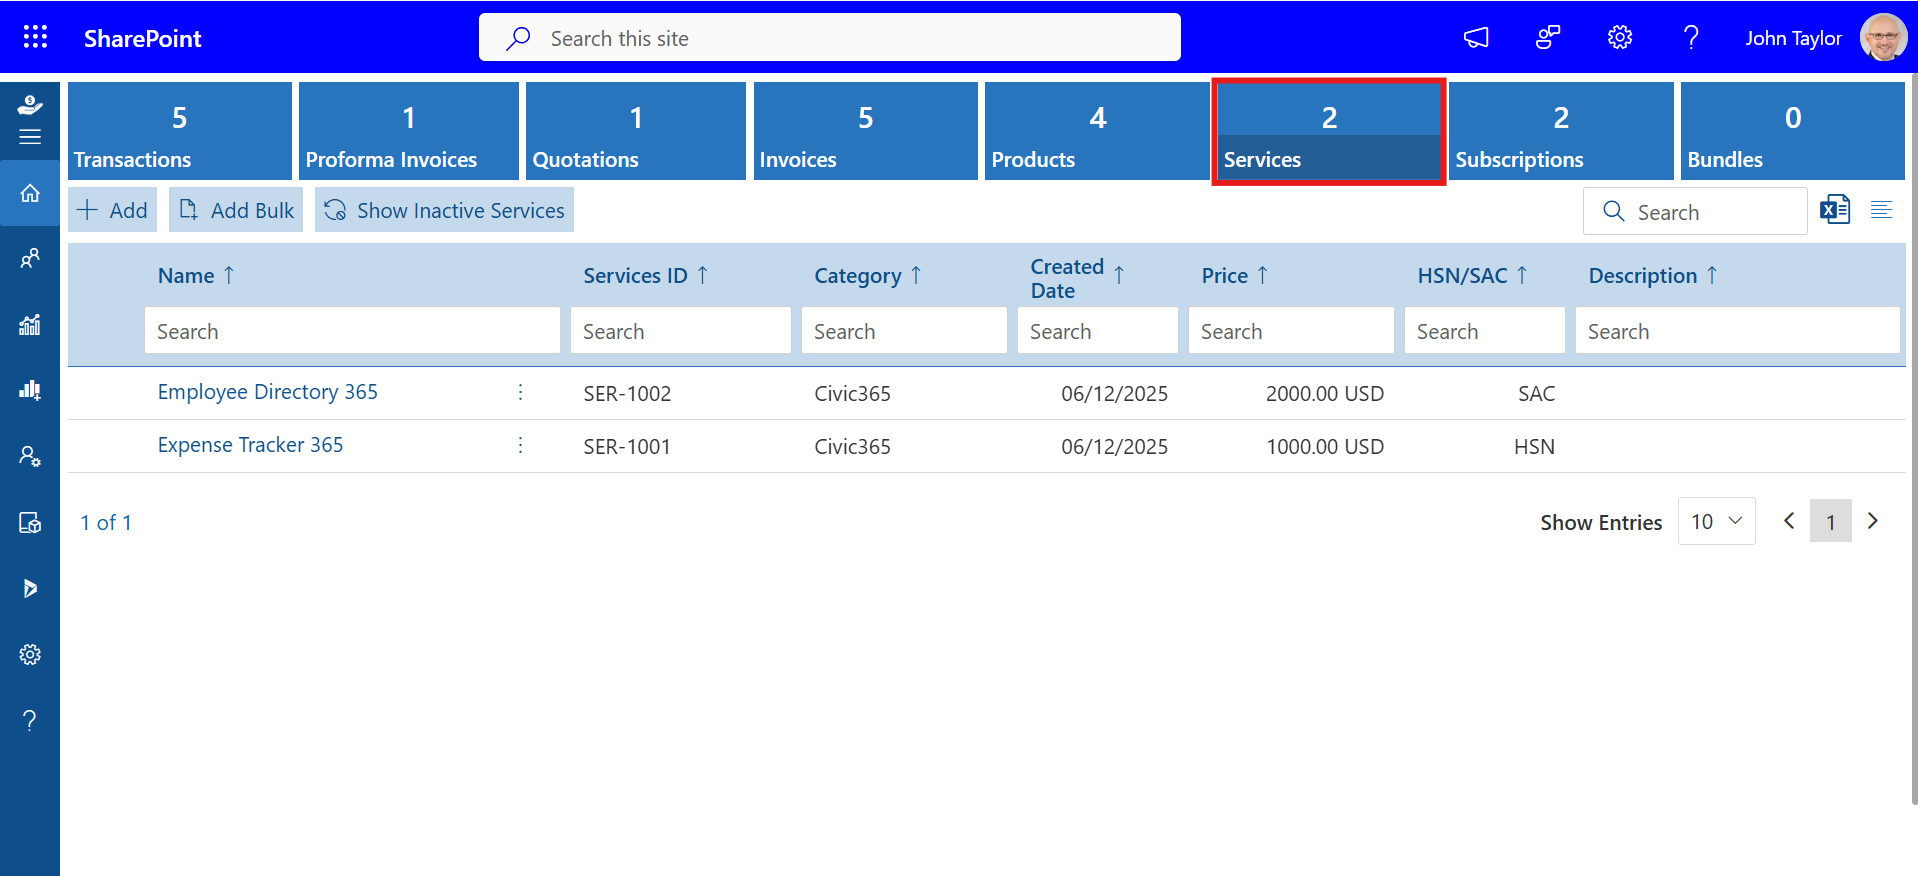 SharePoint
Search this site
John Taylor
5
Transactions
1
Proforma Invoices
1
Quotations
5
Invoices
4
Products
2
Services
2
Subscriptions
0
Bundles
Add
Add Bulk
Show Inactive Services
Search
Name ↑ Services ID ↑ Category ↑ Created Date ↑ Price ↑ HSN/SAC ↑ Description ↑
Search Search Search Search Search Search Search
Employee Directory 365 SER-1002 Civic365 06/12/2025 2000.00 USD SAC
Expense Tracker 365 SER-1001 Civic365 06/12/2025 1000.00 USD HSN
1 of 1
Show Entries 10 1